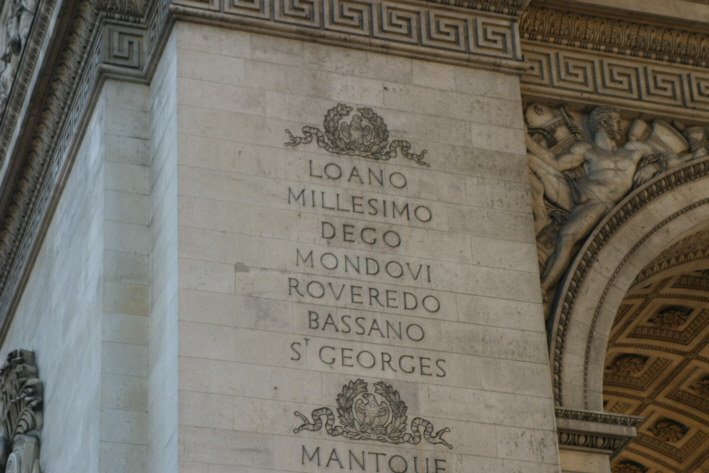 LOANO
MILLESIMO
DEGO
MONDOVI
ROVEREDO
BASSANO
ST GEORGES
MANTOUE